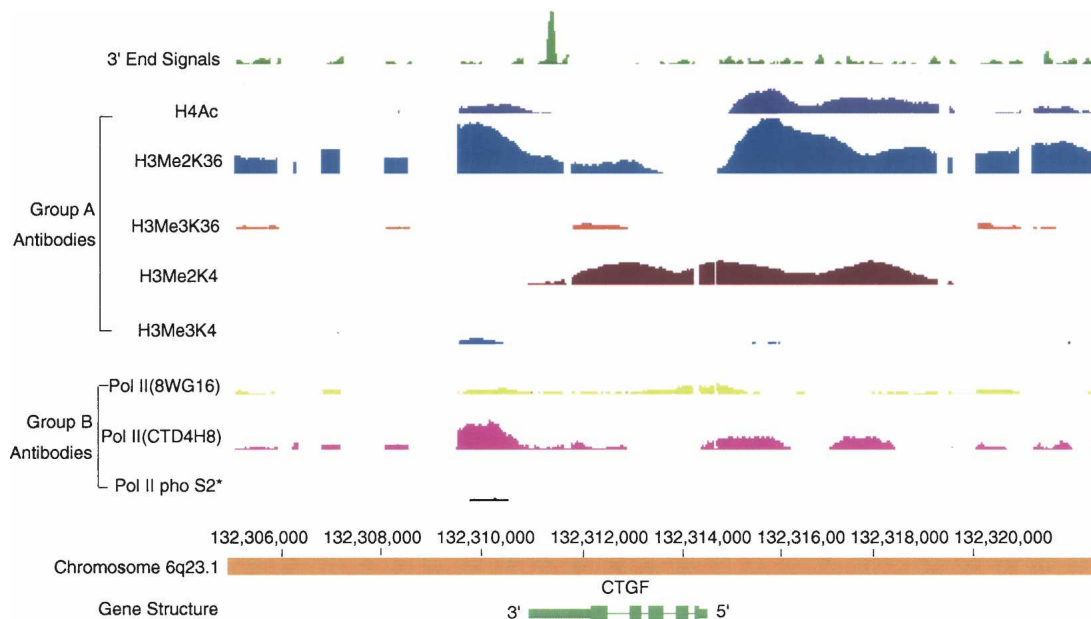 3' End Signals
H4Ac
H3Me2K36
Group A
Antibodies
H3Me3K36
H3Me2K4
H3Me3K4
Pol II(8WG16)
Group B
Antibodies
Pol II(CTD4H8)
Pol II pho S2*
132,306,000 132,308,000 132,310,000 132,312,000 132,314,000 132,316,00 132,318,000 132,320,000
Chromosome 6q23.1
CTGF
Gene Structure 3' 5'